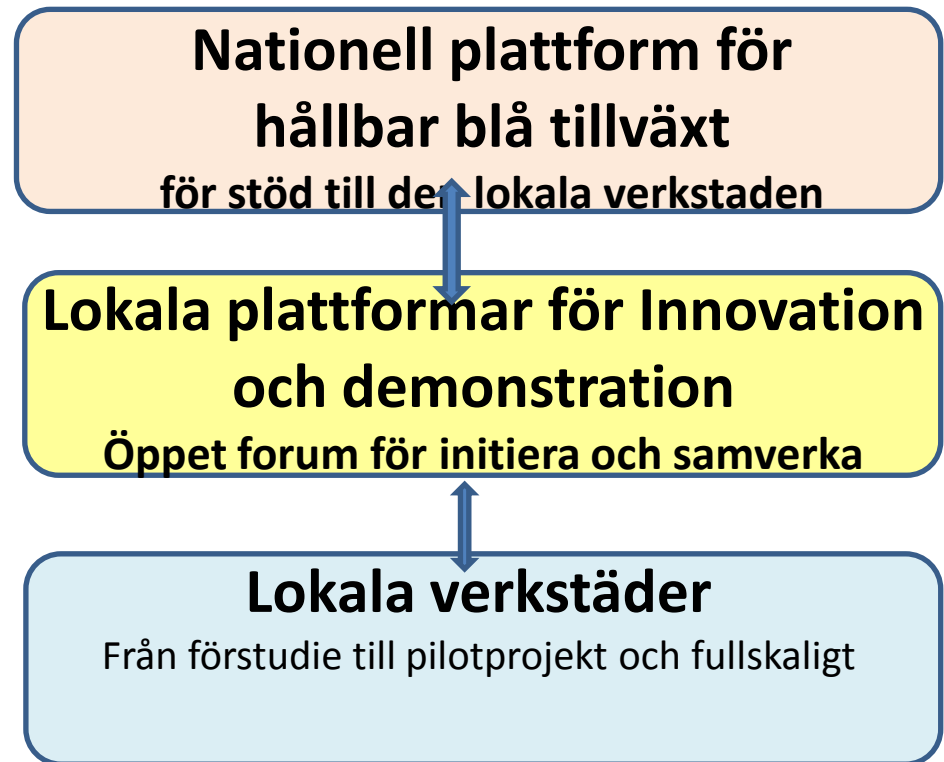 Nationell plattform för
hållbar blå tillväxt
för stöd till den lokala verkstaden
Lokala plattformar för Innovation
och demonstration
Öppet forum för initiera och samverka
Lokala verkstäder
Från förstudie till pilotprojekt och fullskaligt